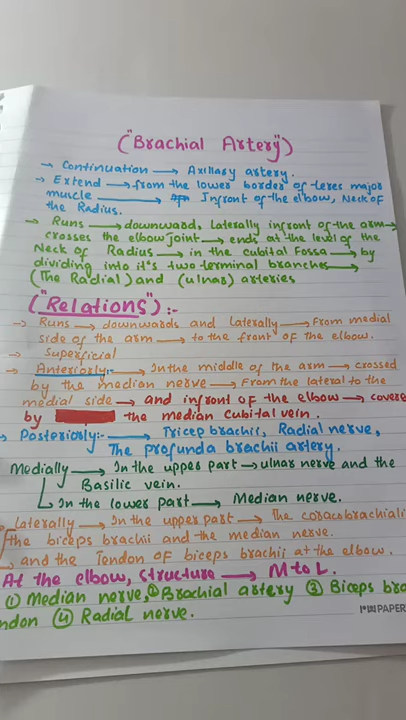 ("Brachial Artery")
→ Continuation → Axillary artery.
→ Extend → from the lower border of teres major
muscle → Infront of the elbow, Neck of
the Radius.
→ Runs → downward, laterally infront of the arm →
crosses the elbow joint → ends at the level of the
Neck of Radius → in the cubital Fossa → by
dividing into it's two terminal branches →
(The Radial) and (ulnar) arteries
("Relations") :-
→ Runs → downwards and Laterally → From medial
side of the arm → to the front of the elbow.
→ Superficial
→ Anteriorly:- → In the middle of the arm → crossed
by the median nerve → From the lateral to the
medial side → and infront of the elbow → covere
by the median cubital vein.
→ Posteriorly:- → Tricep brachii, Radial nerve,
The profunda brachii artery.
Medially → In the upper part → ulnar nerve and the
Basilic vein.
↳ In the lower part → Median nerve.
Laterally → In the upper part → The coracobrachiali
the biceps brachii and the median nerve.
→ and the Tendon of biceps brachii at the elbow.
At the elbow, structure → M to L.
① Median nerve, ② Brachial artery ③ Biceps bra
ndon ④ Radial nerve.
PAPER